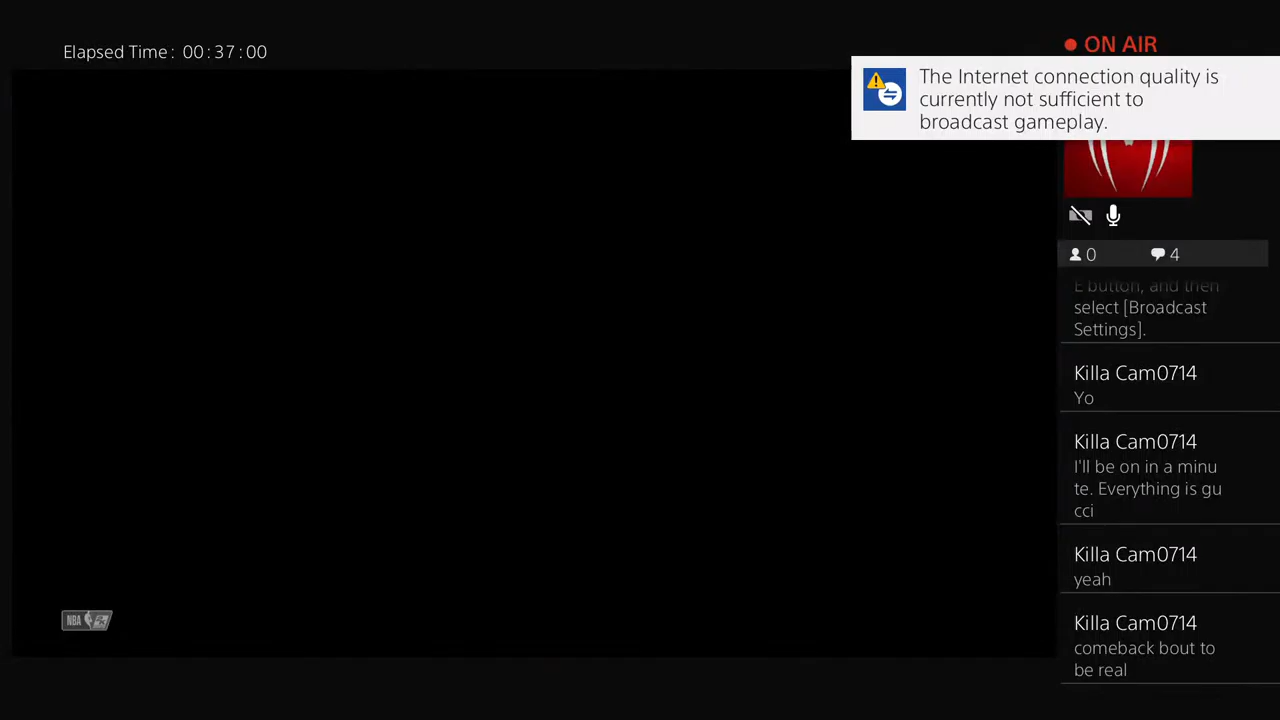 Elapsed Time: 00:37:00
ON AIR
The Internet connection quality is
currently not sufficient to
broadcast gameplay.
0
4
E button, and then
select [Broadcast
Settings].
Killa Cam0714
Yo
Killa Cam0714
I'll be on in a minu
te. Everything is gu
cci
Killa Cam0714
yeah
Killa Cam0714
comeback bout to
be real
NBA 2K